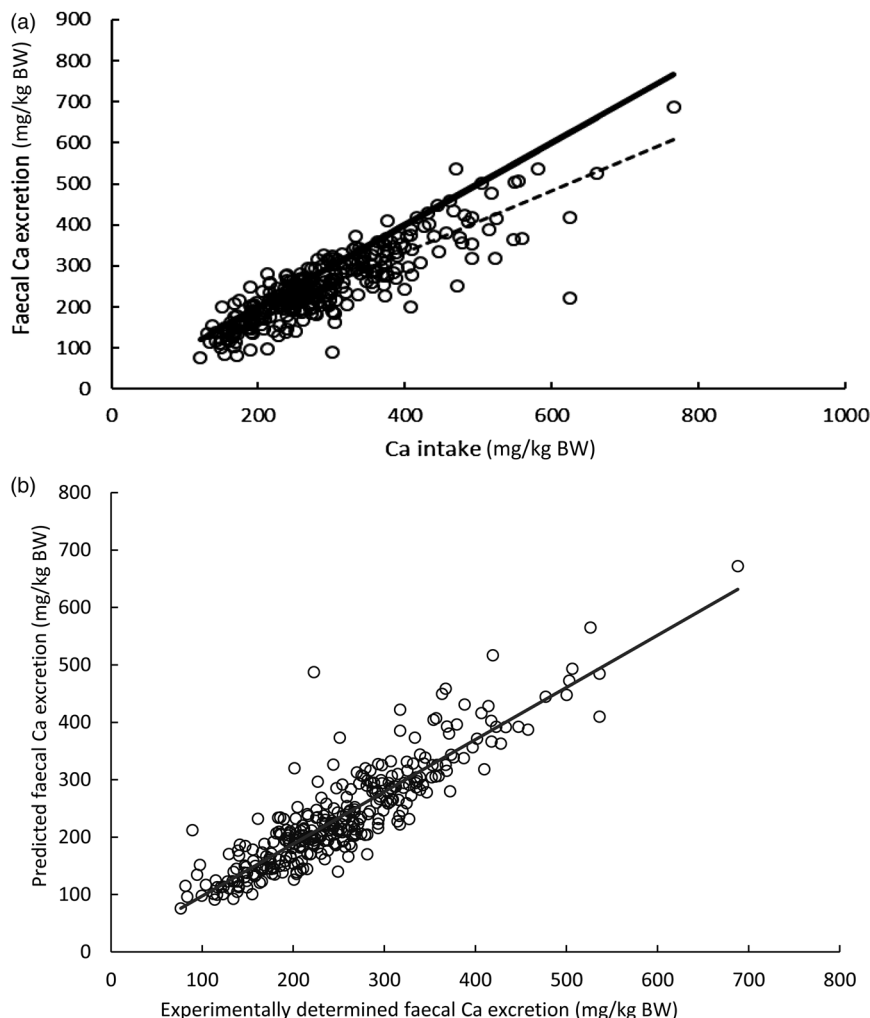 (a)
900
800
700
600
500
400
300
200
100
0
Faecal Ca excretion (mg/kg BW)
0 200 400 600 800 1000
Ca intake (mg/kg BW)
(b)
800
700
600
500
400
300
200
100
0
Predicted faecal Ca excretion (mg/kg BW)
0 100 200 300 400 500 600 700 800
Experimentally determined faecal Ca excretion (mg/kg BW)